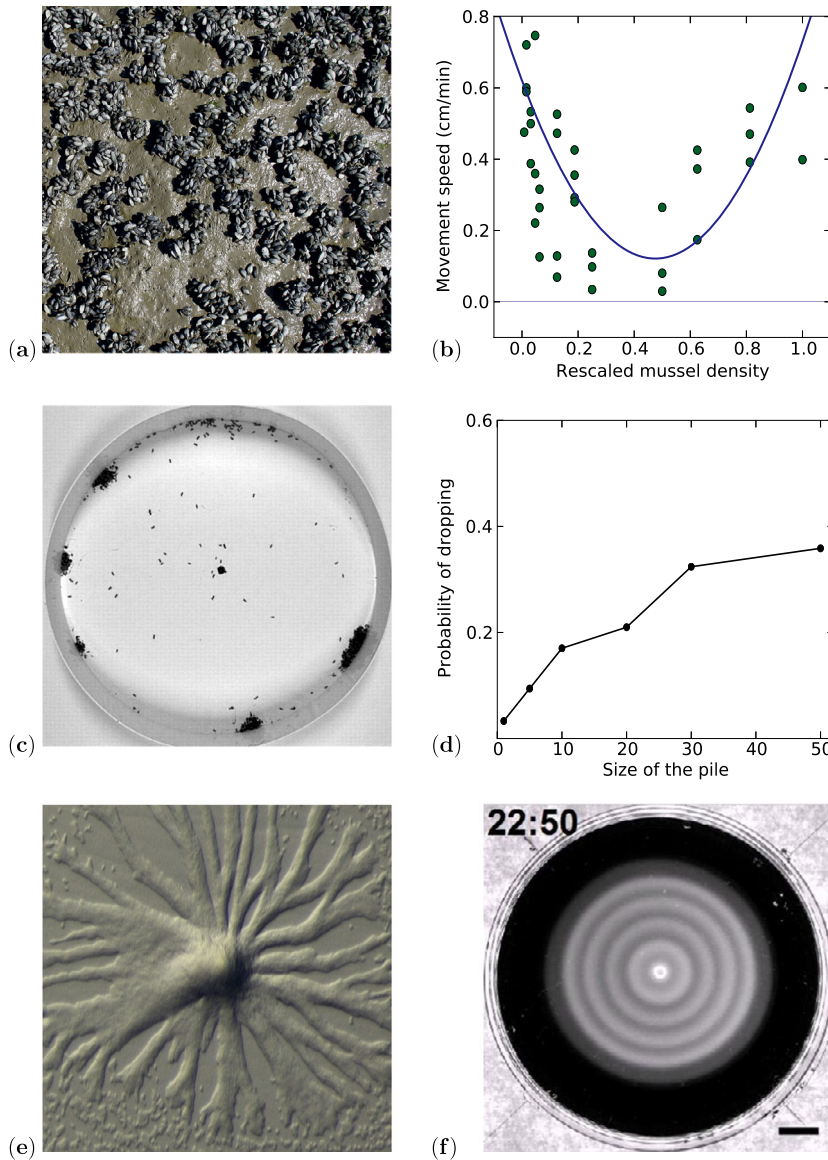 (a)
Movement speed (cm/min)
0.8
0.6
0.4
0.2
0.0
0.0 0.2 0.4 0.6 0.8 1.0
Rescaled mussel density
(b)
(c)
Probability of dropping
0.6
0.4
0.2
0 10 20 30 40 50
Size of the pile
(d)
(e)
22:50
(f)